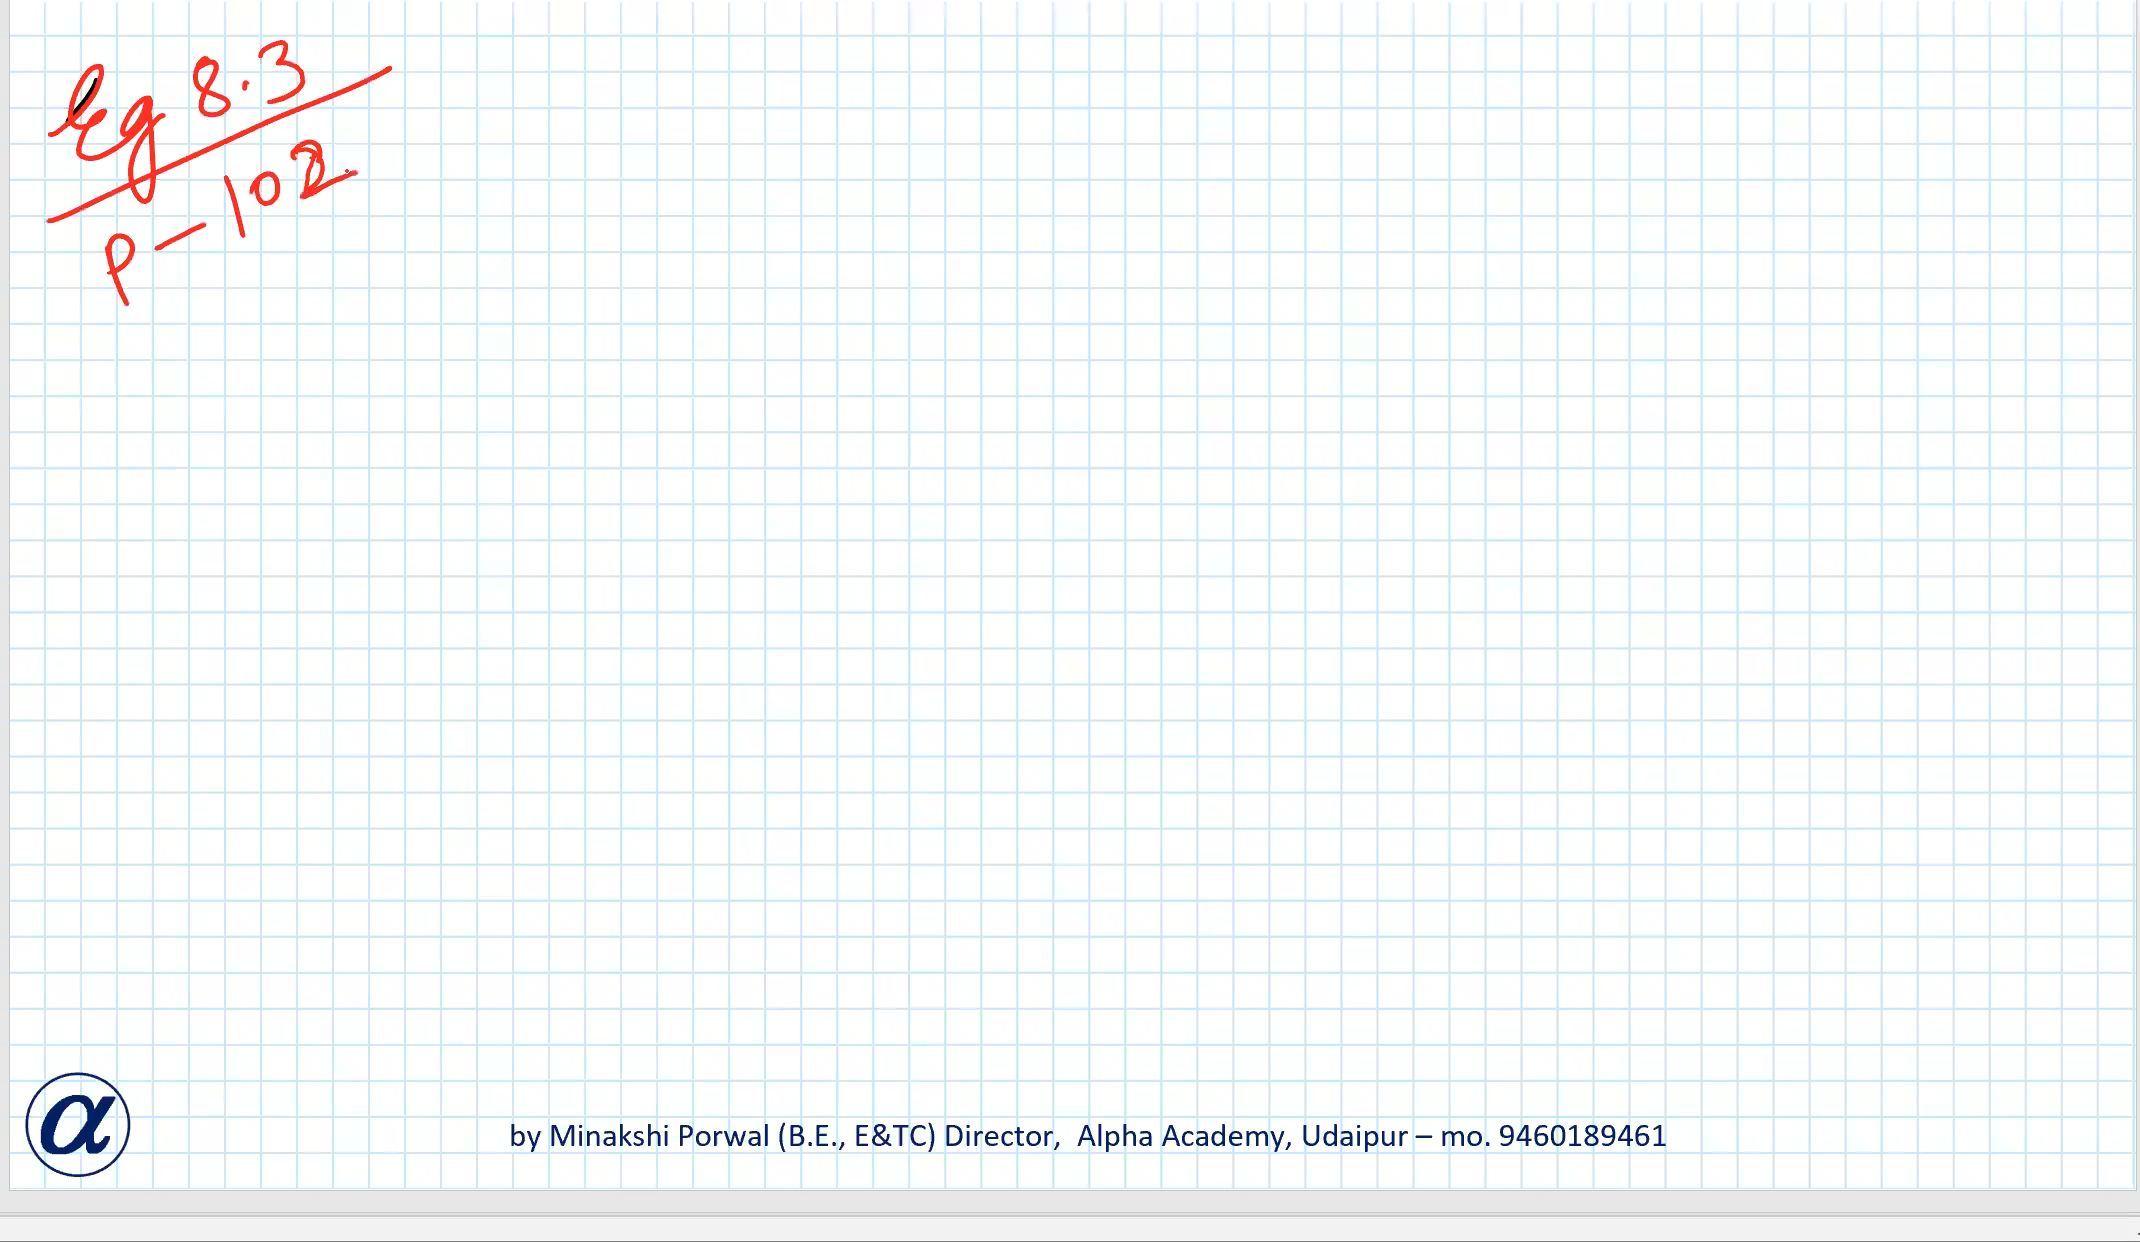 Eg 8.3
P - 102
α
by Minakshi Porwal (B.E., E&TC) Director, Alpha Academy, Udaipur – mo. 9460189461